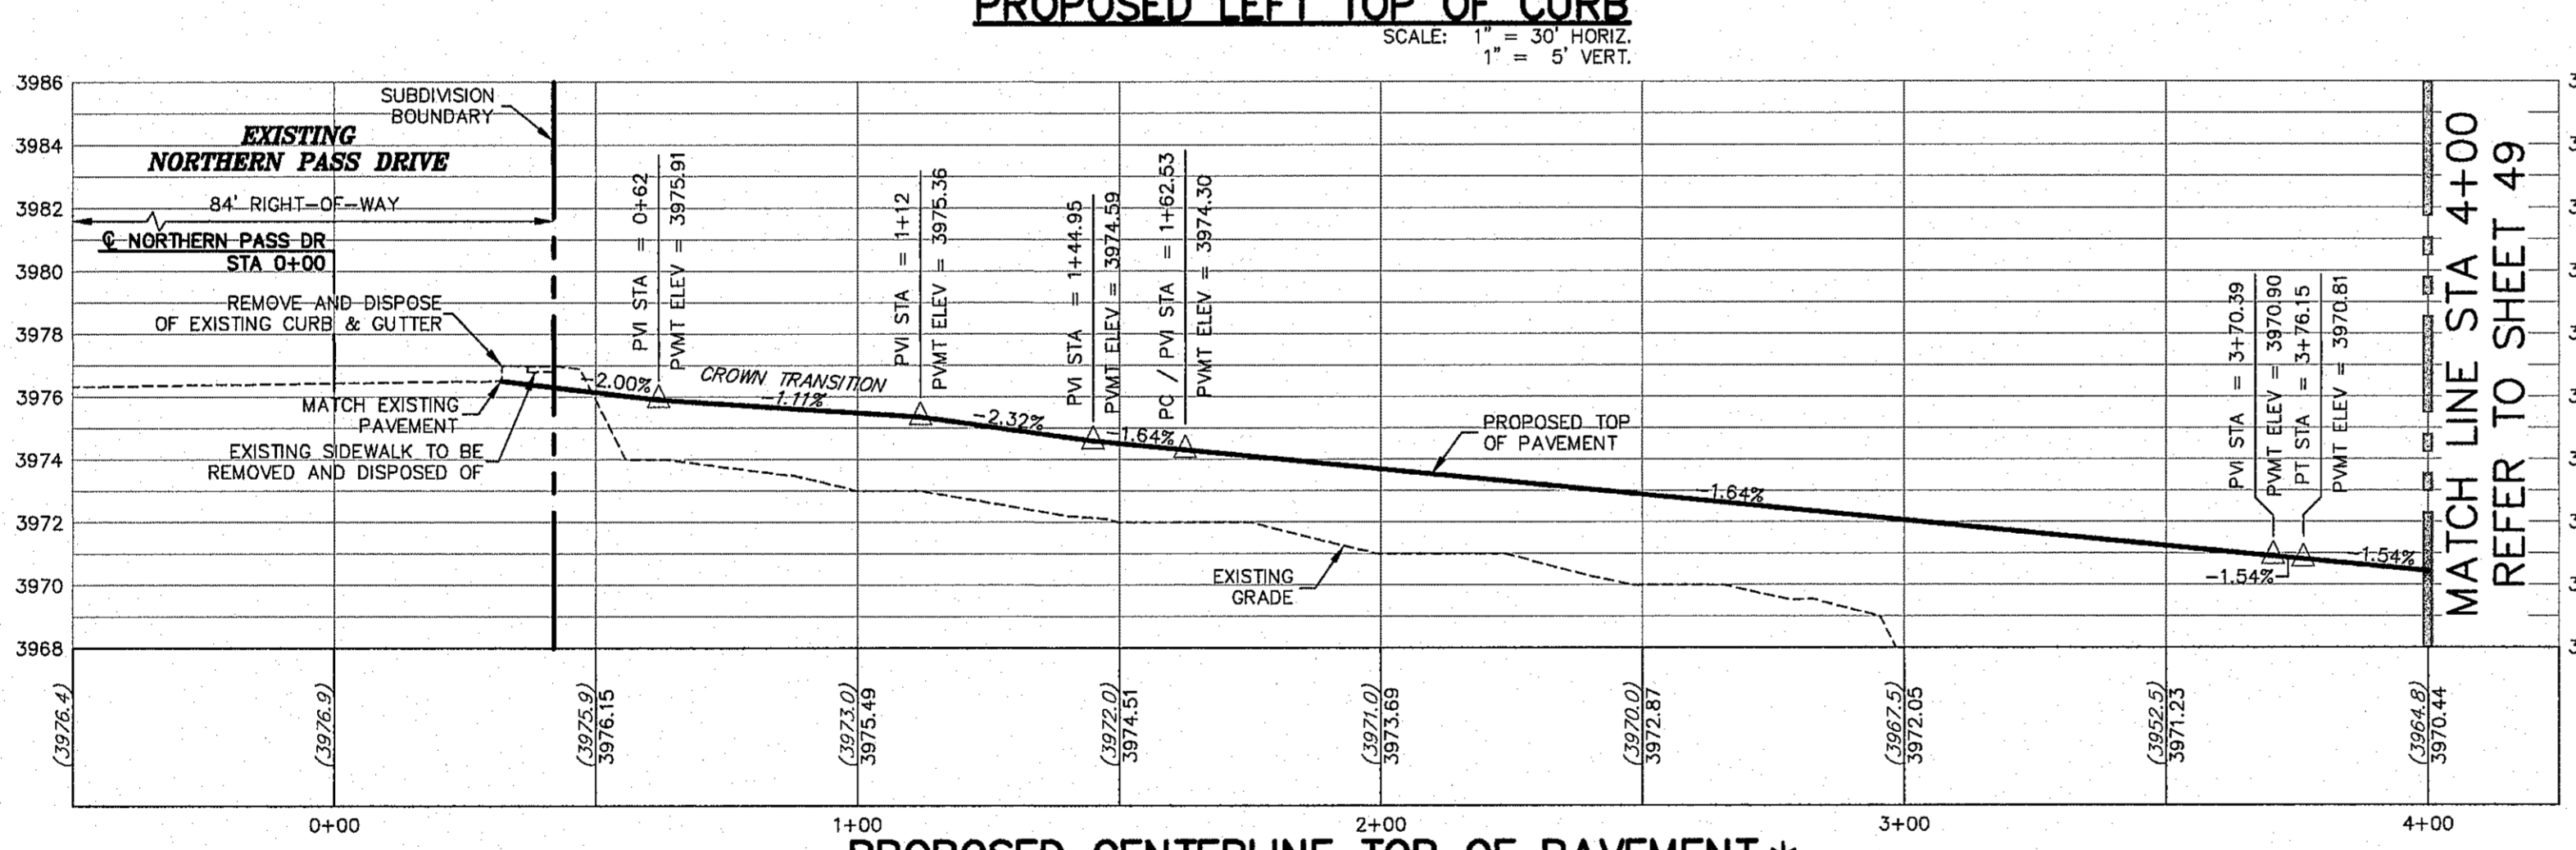 PROPOSED LEFT TOP OF CURB
SCALE: 1" = 30' HORIZ.
1" = 5' VERT.
3986
3984
3982
3980
3978
3976
3974
3972
3970
3968
SUBDIVISION
BOUNDARY
EXISTING
NORTHERN PASS DRIVE
84' RIGHT-OF-WAY
℄ NORTHERN PASS DR
STA 0+00
REMOVE AND DISPOSE
OF EXISTING CURB & GUTTER
MATCH EXISTING
PAVEMENT
EXISTING SIDEWALK TO BE
REMOVED AND DISPOSED OF
PVI STA = 0+62
PVMT ELEV = 3975.91
-2.00%
CROWN TRANSITION
-1.11%
PVI STA = 1+12
PVMT ELEV = 3975.36
-2.32%
PVI STA = 1+44.95
PVMT ELEV = 3974.59
-1.64%
PC / PVI STA = 1+62.53
PVMT ELEV = 3974.30
PROPOSED TOP
OF PAVEMENT
EXISTING
GRADE
-1.64%
PVI STA = 3+70.39
PVMT ELEV = 3970.90
PT STA = 3+76.15
PVMT ELEV = 3970.81
-1.54%
-1.54%
MATCH LINE STA 4+00
REFER TO SHEET 49
(3976.4)
(3976.9)
(3975.9)
3976.15
(3973.0)
3975.49
(3972.0)
3974.51
(3971.0)
3973.69
(3970.0)
3972.87
(3967.5)
3972.05
(3952.5)
3971.23
(3964.8)
3970.44
0+00
1+00
2+00
3+00
4+00
PROPOSED CENTERLINE TOP OF PAVEMENT *